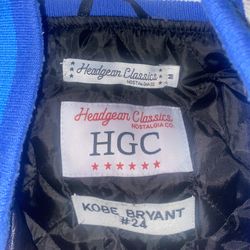 Headgear Classics
NOSTALGIA CO.
M
Headgear Classics
NOSTALGIA CO.
HGC
KOBE BRYANT
#24